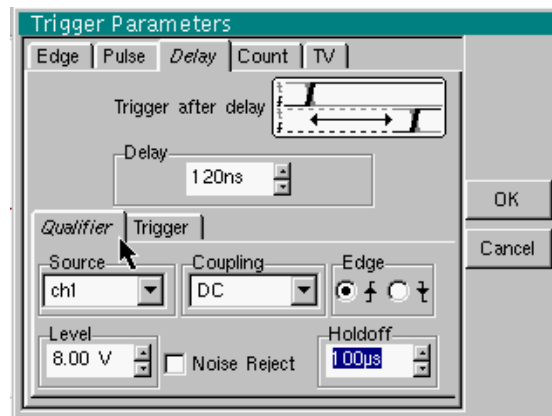 Trigger Parameters
Edge Pulse Delay Count TV
Trigger after delay
Delay
120ns
OK
Qualifier Trigger
Cancel
Source Coupling Edge
ch1 DC
Level Holdoff
8.00 V Noise Reject 100µs